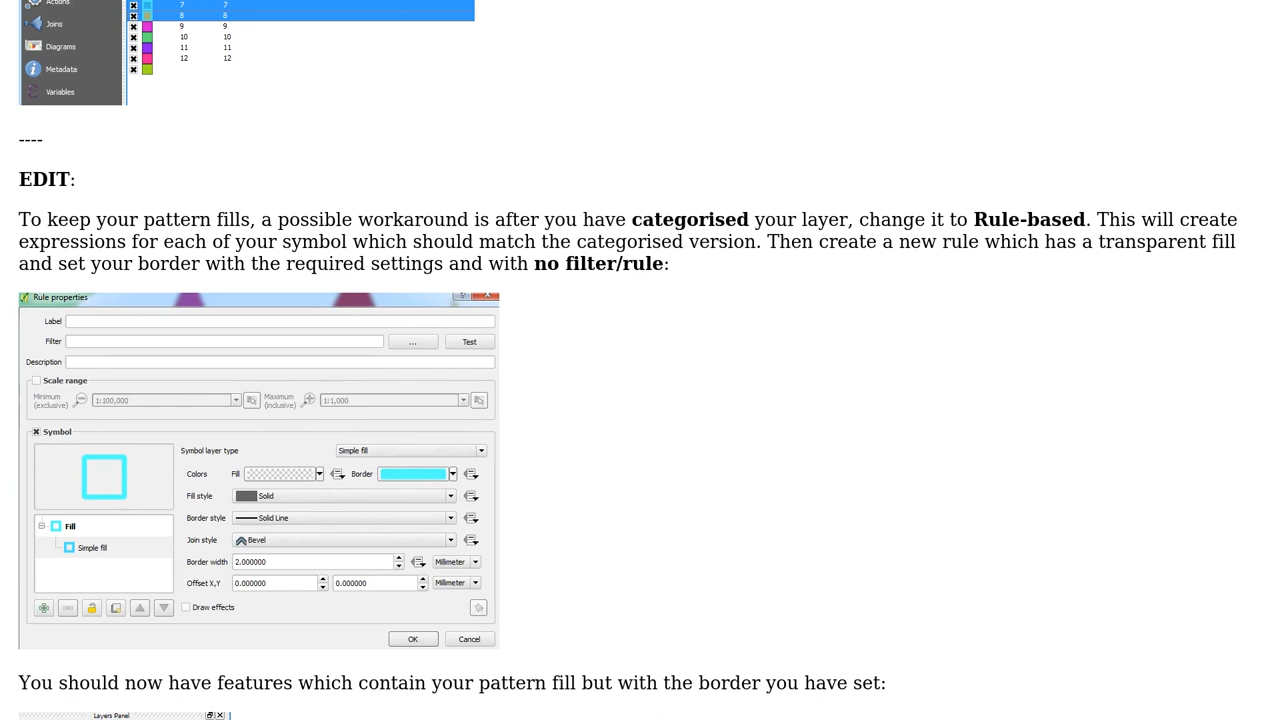 Actions
7 7
8 8
Joins
9 9
10 10
Diagrams
11 11
12 12
Metadata
Variables
----
EDIT:
To keep your pattern fills, a possible workaround is after you have categorised your layer, change it to Rule-based. This will create
expressions for each of your symbol which should match the categorised version. Then create a new rule which has a transparent fill
and set your border with the required settings and with no filter/rule:
Rule properties
Label
Filter ... Test
Description
Scale range
Minimum (exclusive) 1:100,000 Maximum (inclusive) 1:1,000
Symbol
Symbol layer type Simple fill
Colors Fill Border
Fill style Solid
Border style Solid Line
Join style Bevel
Border width 2.000000 Millimeter
Offset X,Y 0.000000 0.000000 Millimeter
Fill
Simple fill
Draw effects
OK Cancel
You should now have features which contain your pattern fill but with the border you have set:
Layers Panel